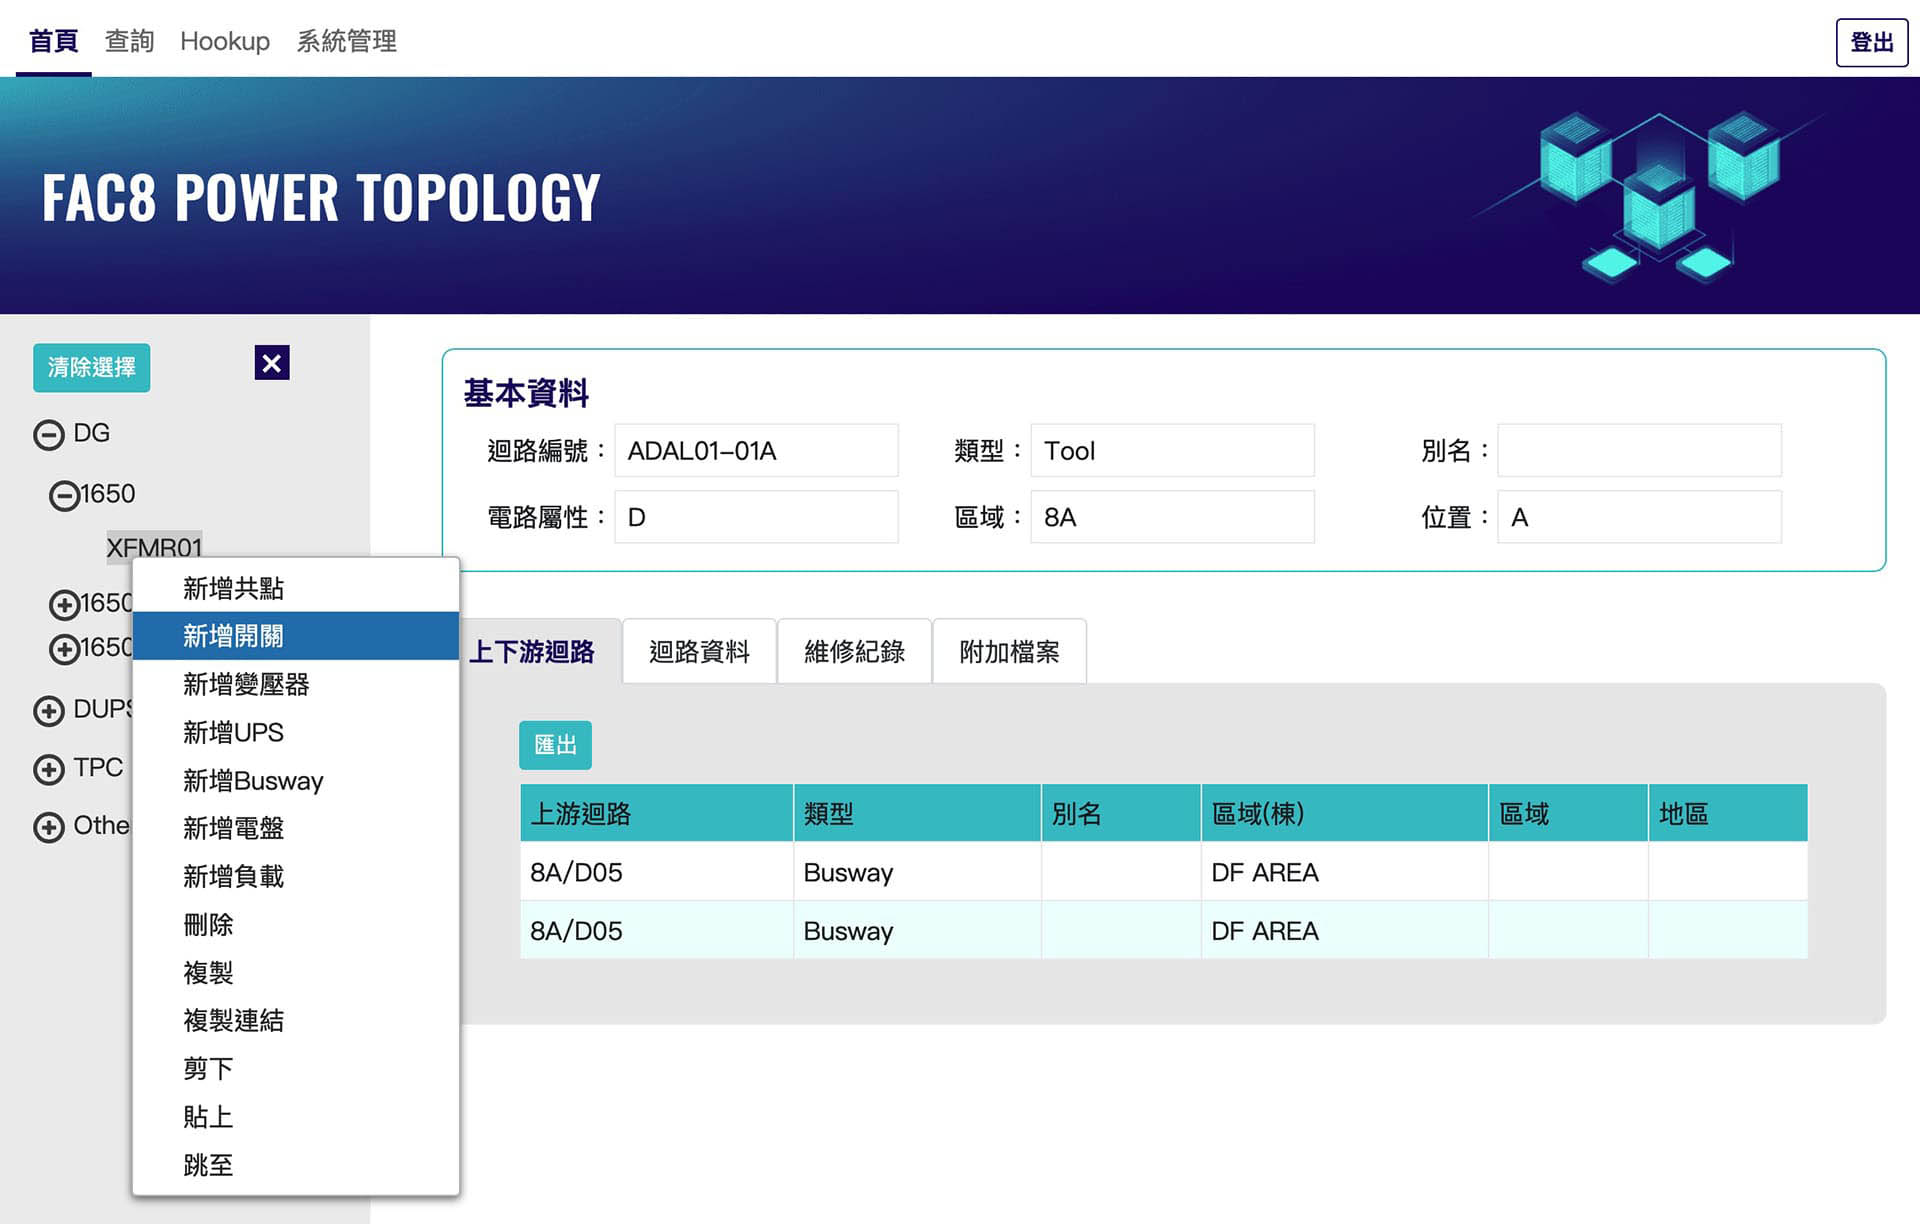 首頁 查詢 Hookup 系統管理 登出
FAC8 POWER TOPOLOGY
清除選擇
DG
1650
XFMR01
1650
1650
DUPS
TPC
Othe
新增共點
新增開關
新增變壓器
新增UPS
新增Busway
新增電盤
新增負載
刪除
複製
複製連結
剪下
貼上
跳至
基本資料
迴路編號： ADAL01-01A 類型： Tool 別名：
電路屬性： D 區域： 8A 位置： A
上下游迴路 迴路資料 維修紀錄 附加檔案
匯出
上游迴路 類型 別名 區域(棟) 區域 地區
8A/D05 Busway DF AREA
8A/D05 Busway DF AREA